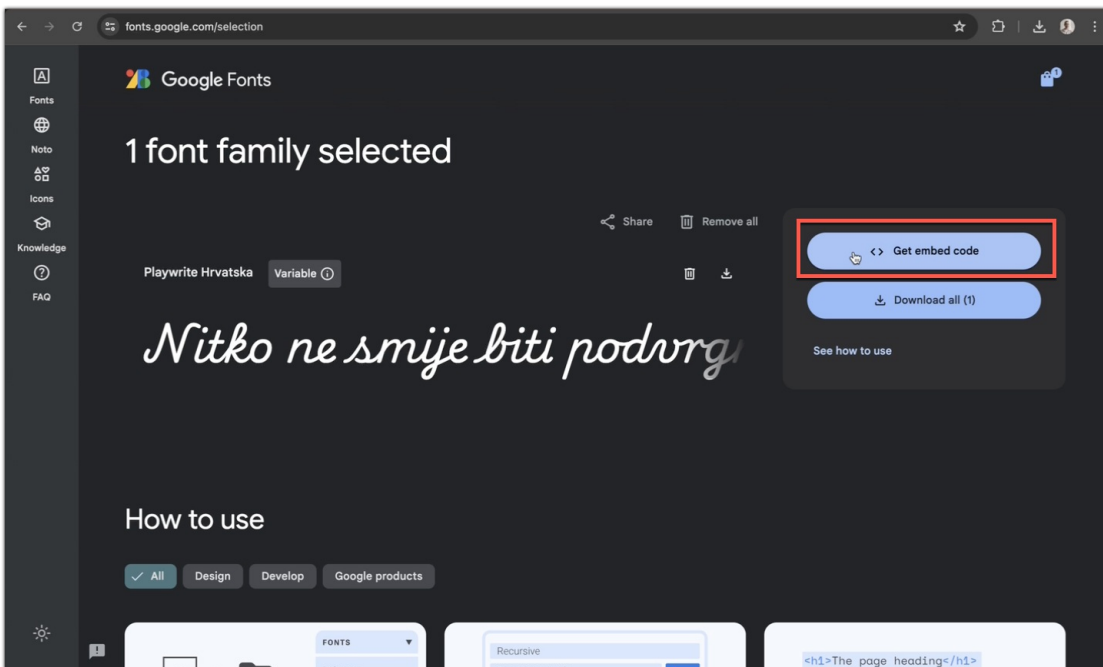 fonts.google.com/selection
Fonts
Noto
Icons
Knowledge
FAQ
Google Fonts
1
1 font family selected
Share
Remove all
Get embed code
Download all (1)
See how to use
Playwrite Hrvatska
Variable
Nitko ne smije biti podvrg
How to use
All
Design
Develop
Google products
FONTS
Recursive
<h1>The page heading</h1>